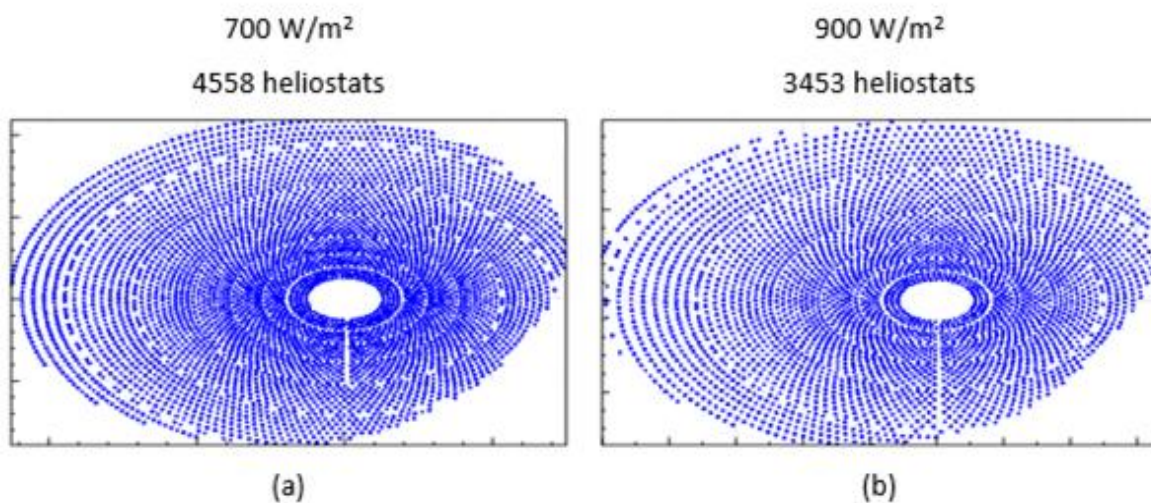 700 W/m²
4558 heliostats
900 W/m²
3453 heliostats
(a)
(b)